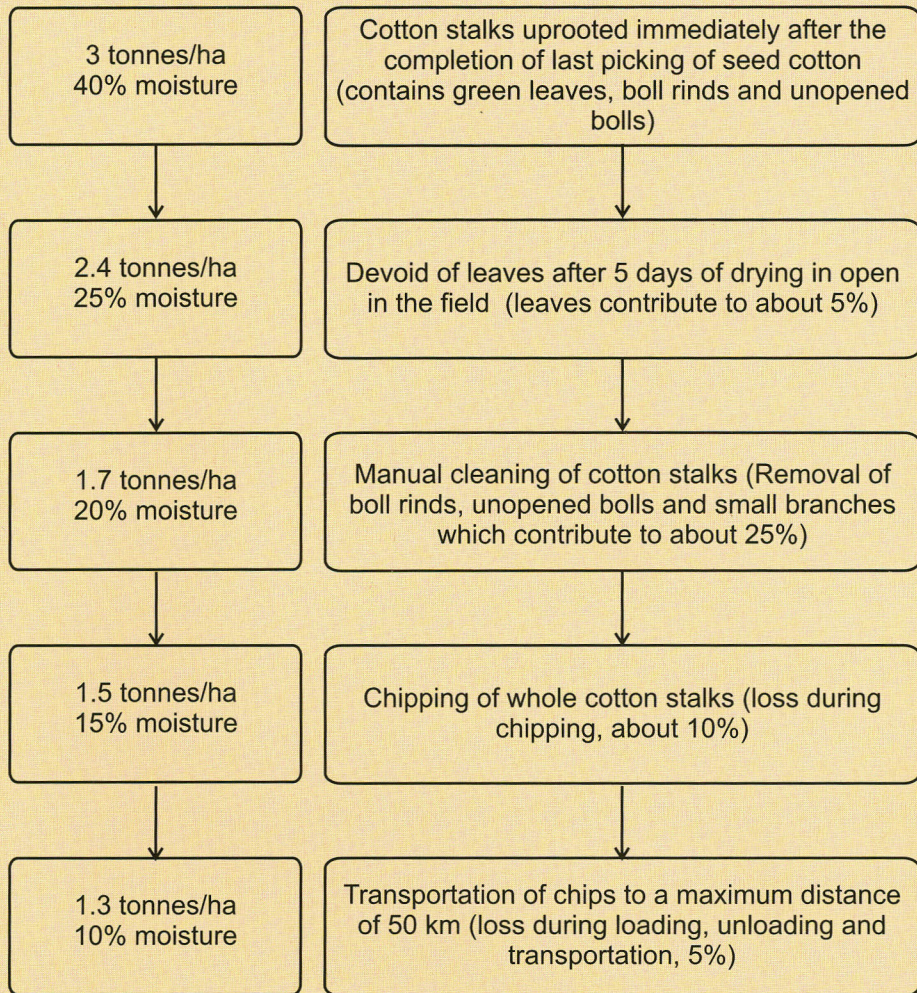 3 tonnes/ha
40% moisture
Cotton stalks uprooted immediately after the
completion of last picking of seed cotton
(contains green leaves, boll rinds and unopened
bolls)
2.4 tonnes/ha
25% moisture
Devoid of leaves after 5 days of drying in open
in the field (leaves contribute to about 5%)
1.7 tonnes/ha
20% moisture
Manual cleaning of cotton stalks (Removal of
boll rinds, unopened bolls and small branches
which contribute to about 25%)
1.5 tonnes/ha
15% moisture
Chipping of whole cotton stalks (loss during
chipping, about 10%)
1.3 tonnes/ha
10% moisture
Transportation of chips to a maximum distance
of 50 km (loss during loading, unloading and
transportation, 5%)